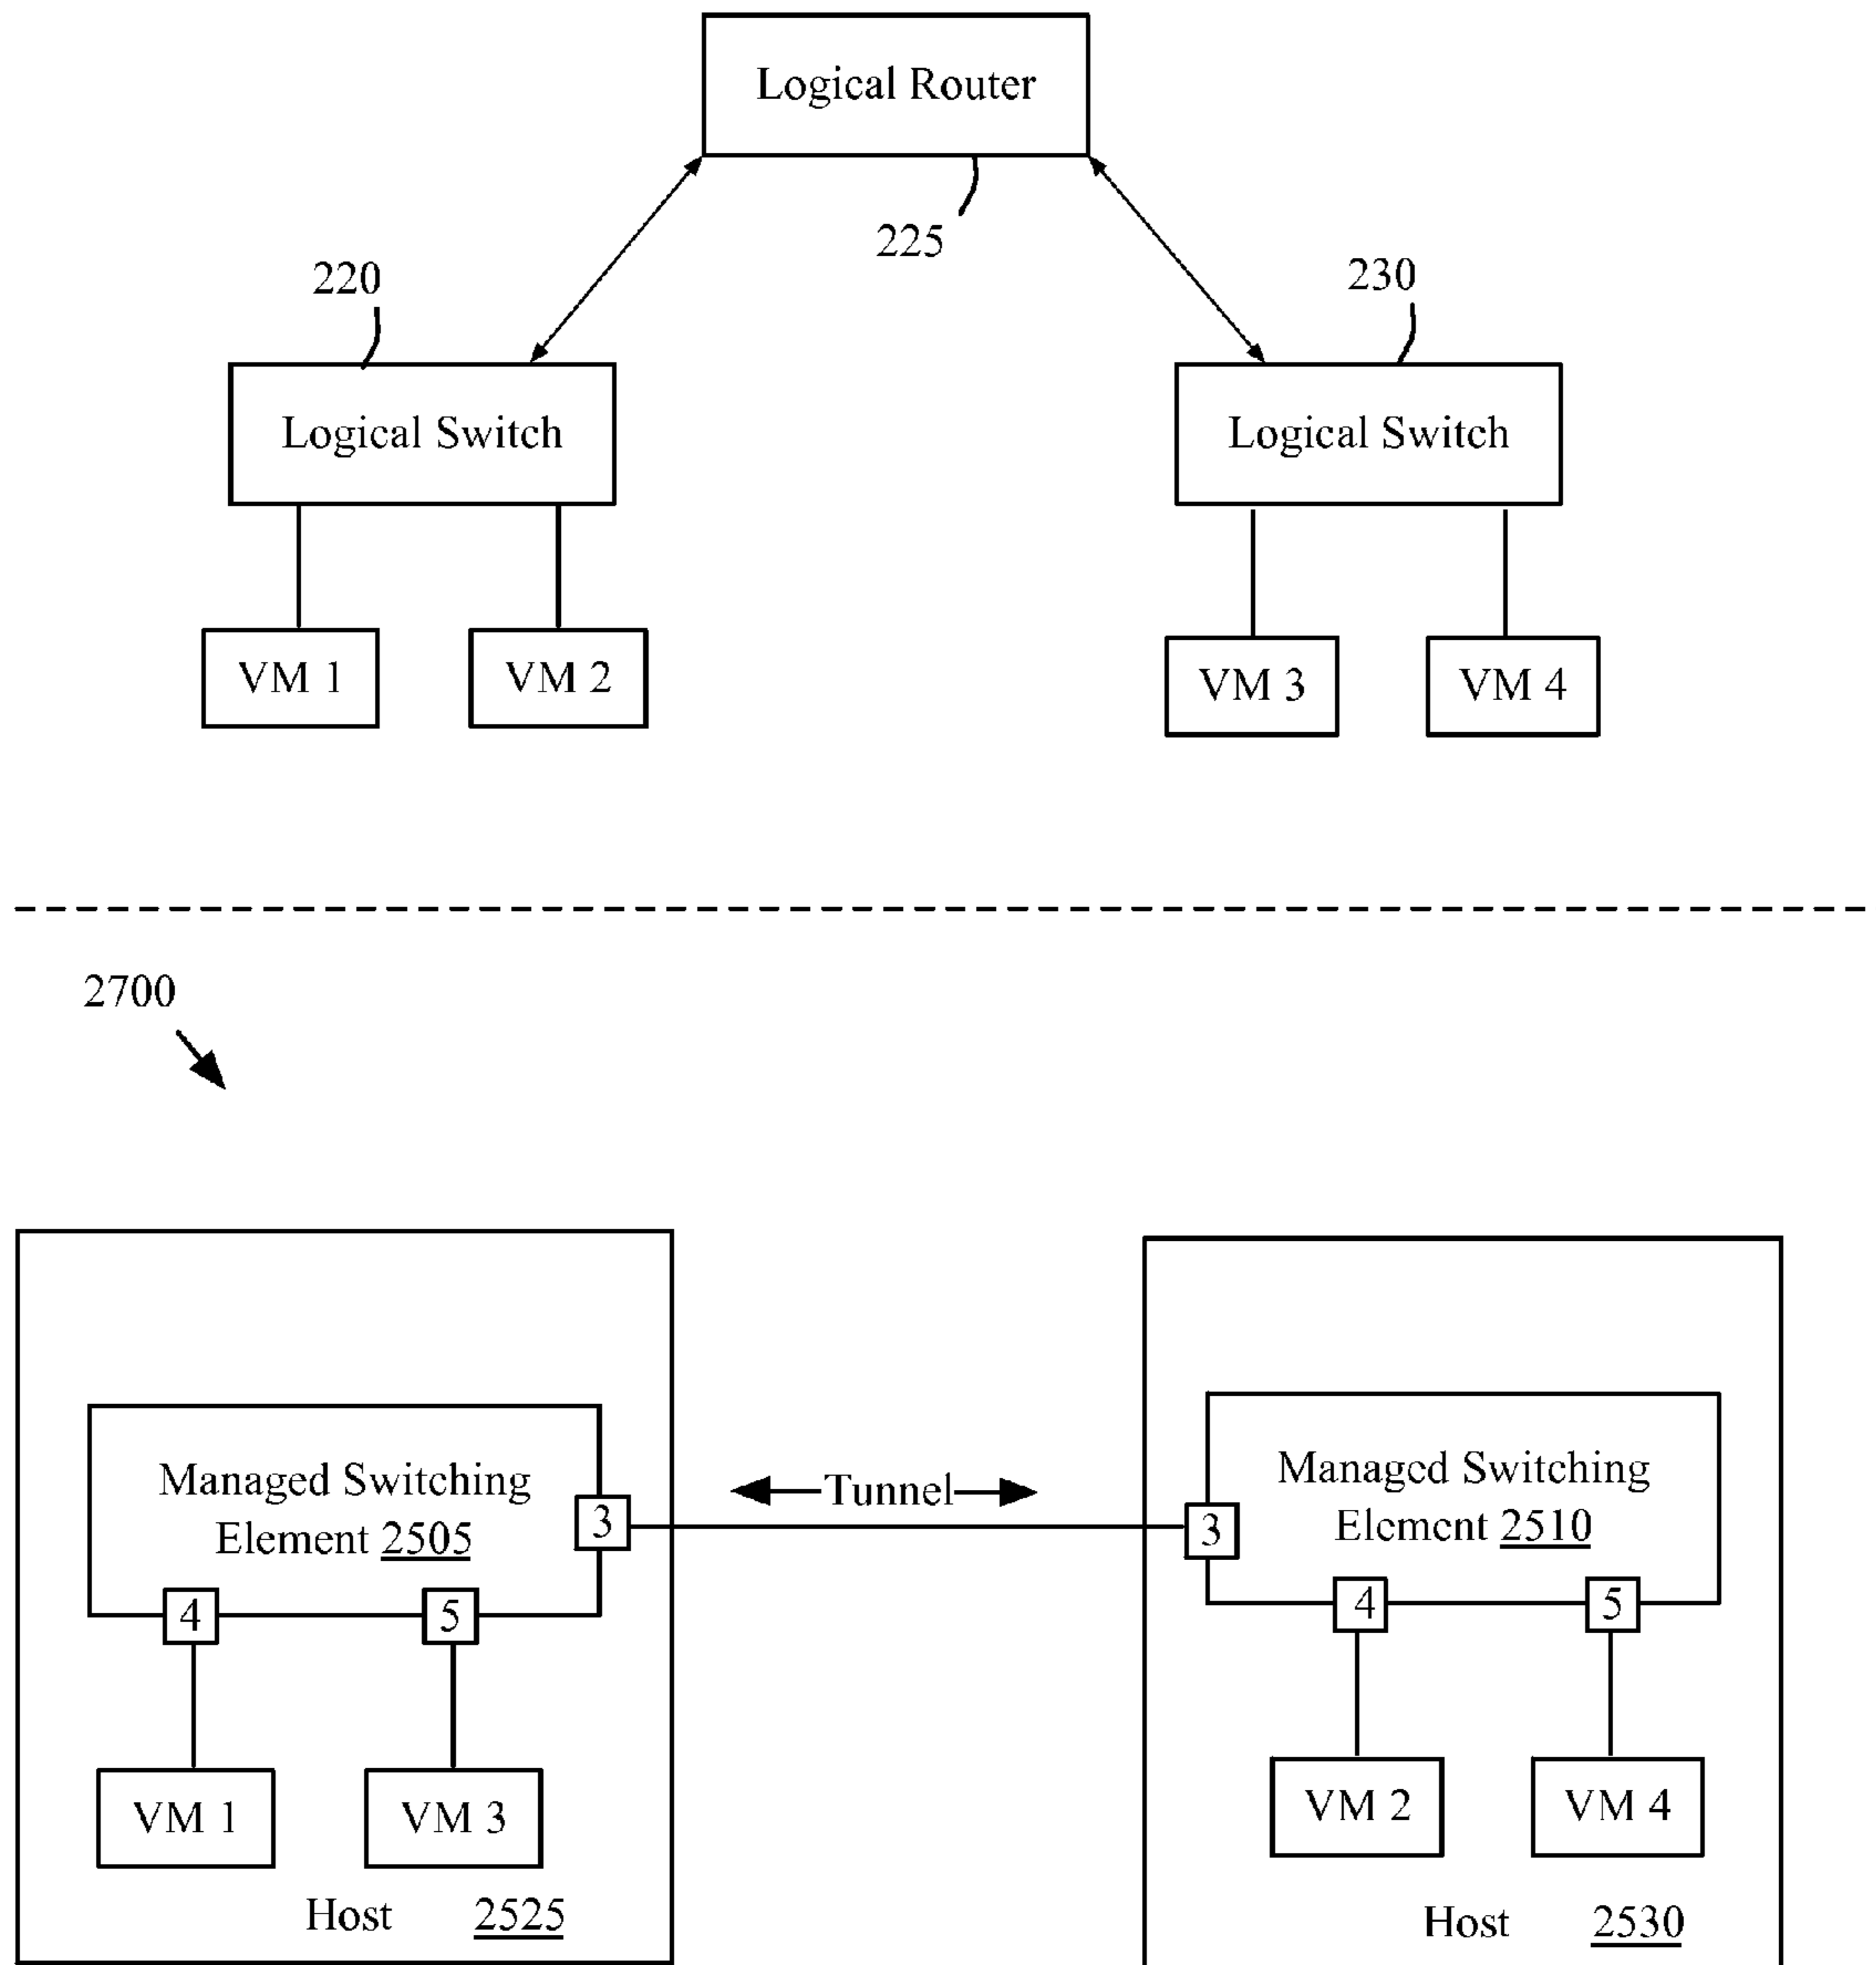 Logical Router
225
220
230
Logical Switch
Logical Switch
VM 1
VM 2
VM 3
VM 4
2700
Managed Switching
Element 2505
3
4
5
Tunnel
Managed Switching
Element 2510
3
4
5
VM 1
VM 3
VM 2
VM 4
Host 2525
Host 2530